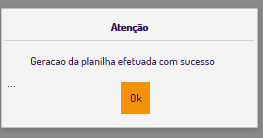 Atenção
Geracao da planilha efetuada com sucesso
...
Ok